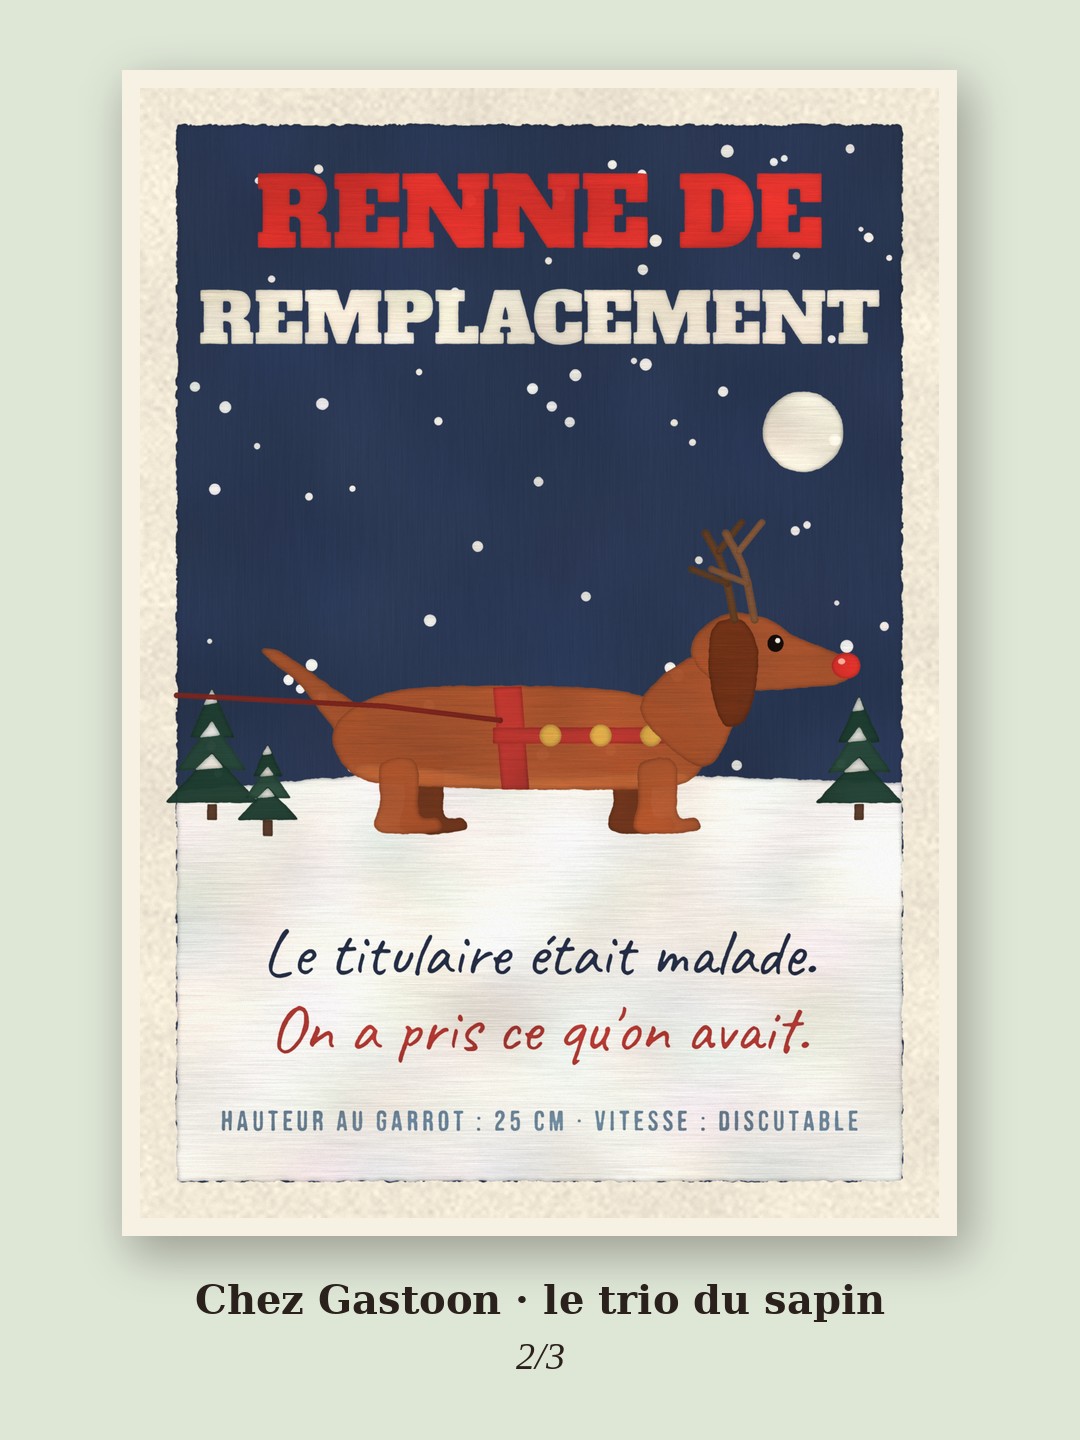 RENNE DE
REMPLACEMENT
Le titulaire était malade.
On a pris ce qu'on avait.
HAUTEUR AU GARROT : 25 CM · VITESSE : DISCUTABLE
Chez Gastoon · le trio du sapin
2/3